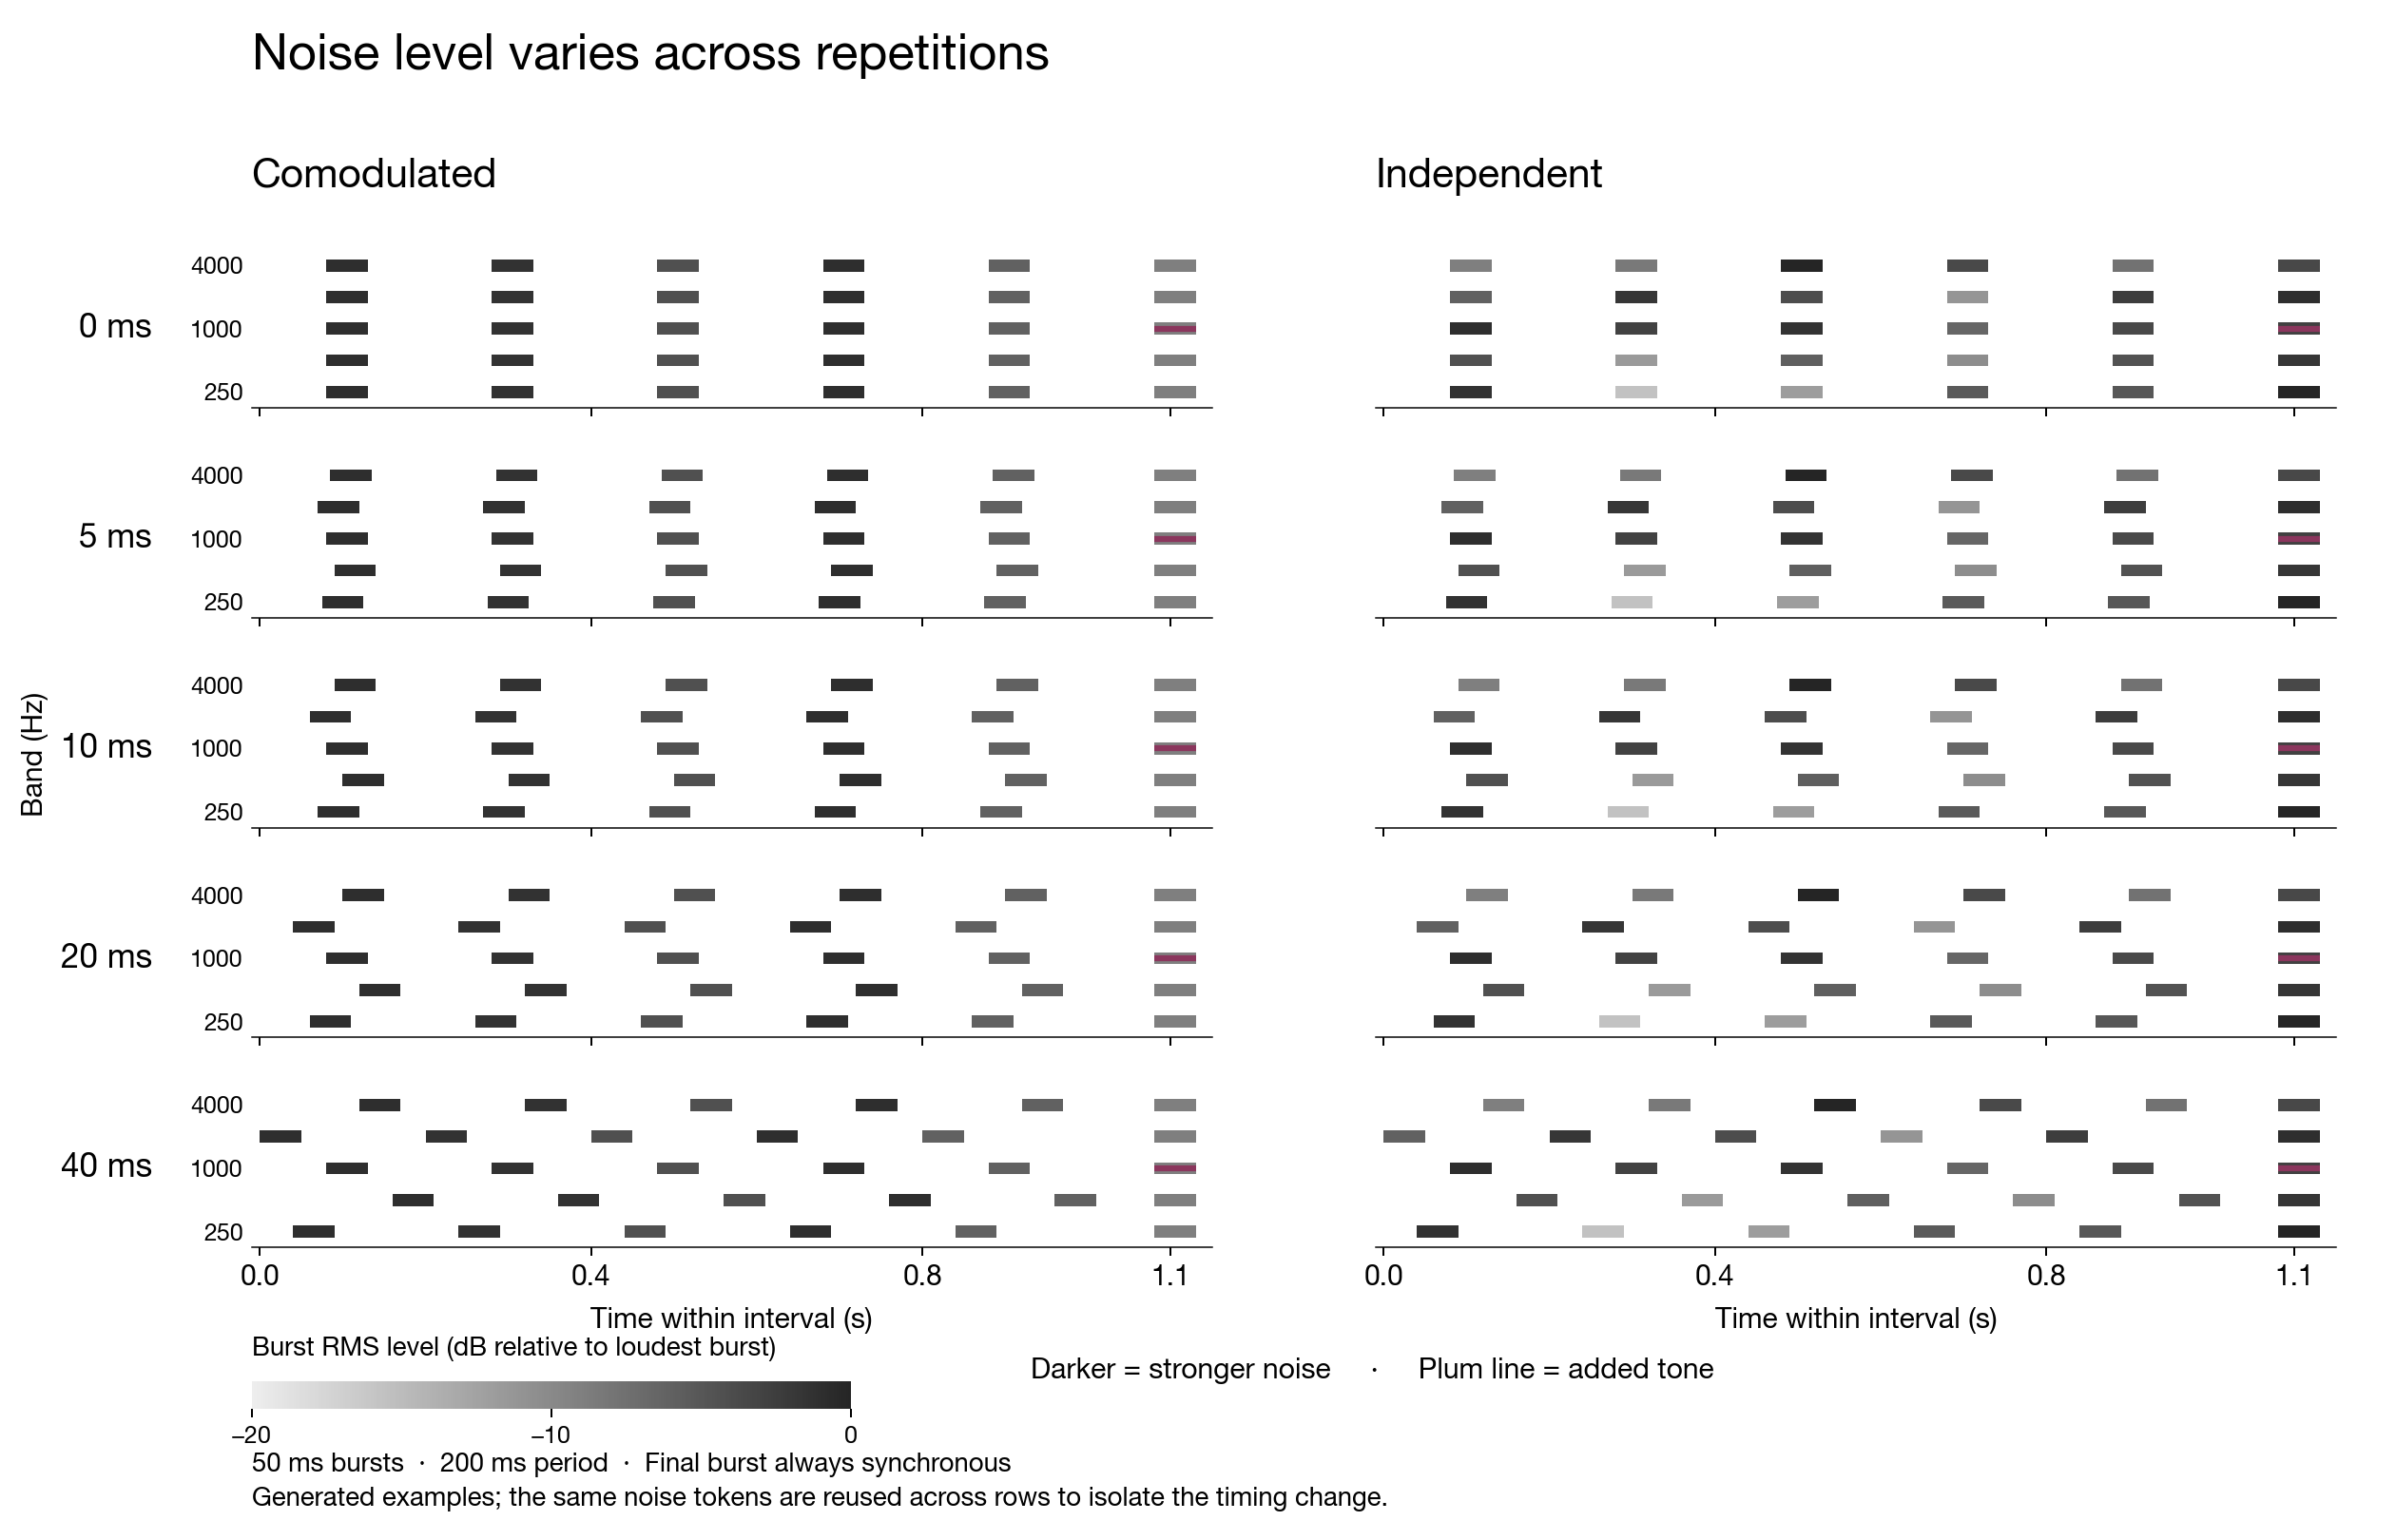 Noise level varies across repetitions
Comodulated
Independent
Band (Hz)
0 ms
4000
1000
250
5 ms
4000
1000
250
10 ms
4000
1000
250
20 ms
4000
1000
250
40 ms
4000
1000
250
0.0 0.4 0.8 1.1
Time within interval (s)
0.0 0.4 0.8 1.1
Time within interval (s)
Burst RMS level (dB relative to loudest burst)
−20 −10 0
Darker = stronger noise · Plum line = added tone
50 ms bursts · 200 ms period · Final burst always synchronous
Generated examples; the same noise tokens are reused across rows to isolate the timing change.